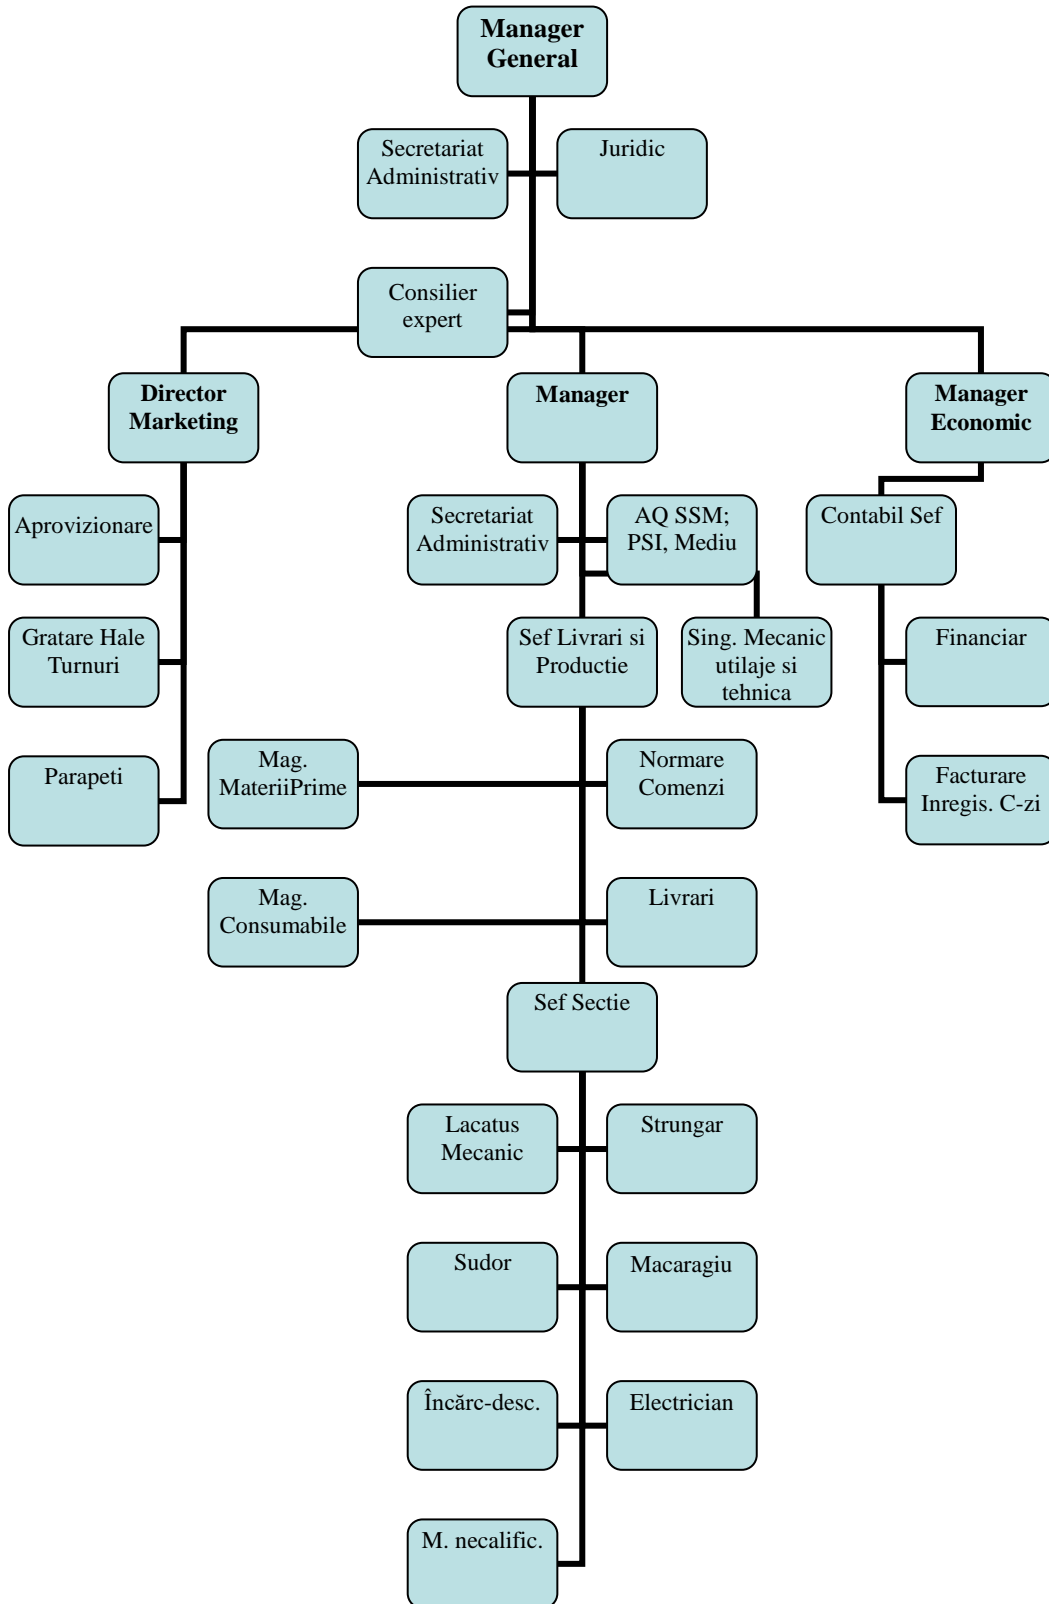 Manager
General
Secretariat
Administrativ
Juridic
Consilier
expert
Director
Marketing
Manager
Manager
Economic
Aprovizionare
Secretariat
Administrativ
AQ SSM;
PSI, Mediu
Contabil Sef
Gratare Hale
Turnuri
Sef Livrari si
Productie
Sing. Mecanic
utilaje si
tehnica
Financiar
Parapeti
Mag.
MateriiPrime
Normare
Comenzi
Facturare
Inregis. C-zi
Mag.
Consumabile
Livrari
Sef Sectie
Lacatus
Mecanic
Strungar
Sudor
Macaragiu
Încărc-desc.
Electrician
M. necalific.